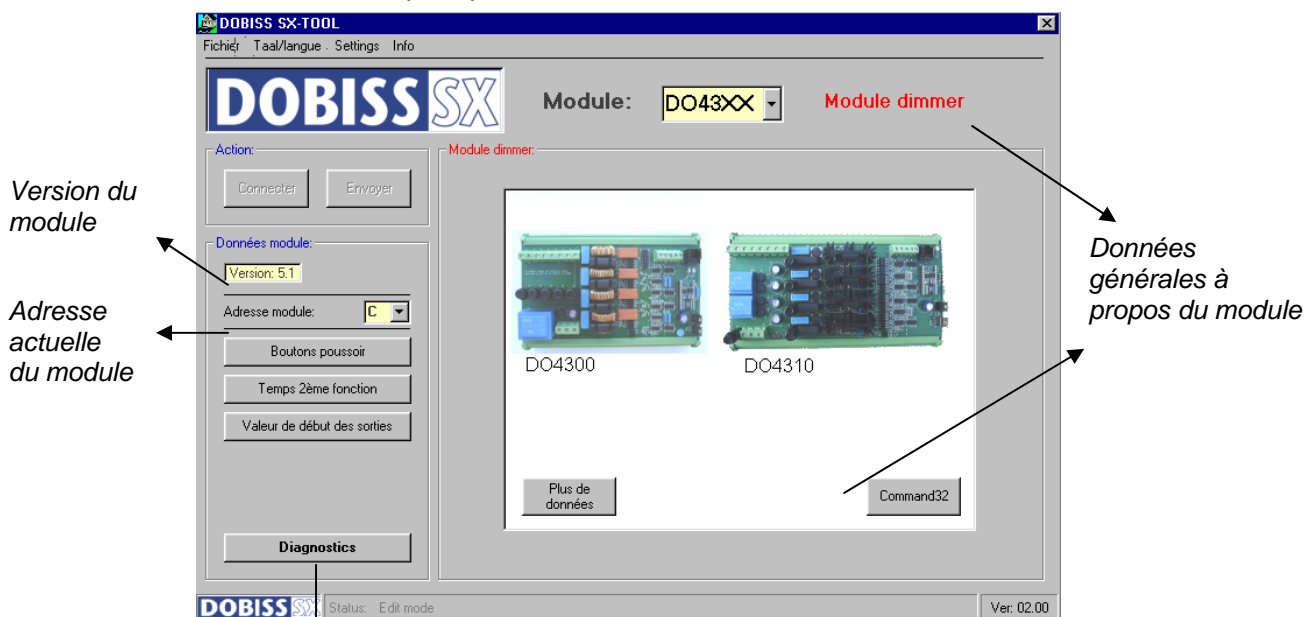 DOBISS SX-TOOL
Fichier Taal/langue Settings Info
DOBISS SX
Module:
DO43XX
Module dimmer
Action:
Connecter
Envoyer
Module dimmer:
Version du
module
Données module:
Version: 5.1
Adresse
actuelle
du module
Adresse module:
C
Boutons poussoir
Temps 2ème fonction
Valeur de début des sorties
Diagnostics
DO4300
DO4310
Plus de
données
Command32
Données
générales à
propos du module
DOBISS SX
Status: Edit mode
Ver: 02.00